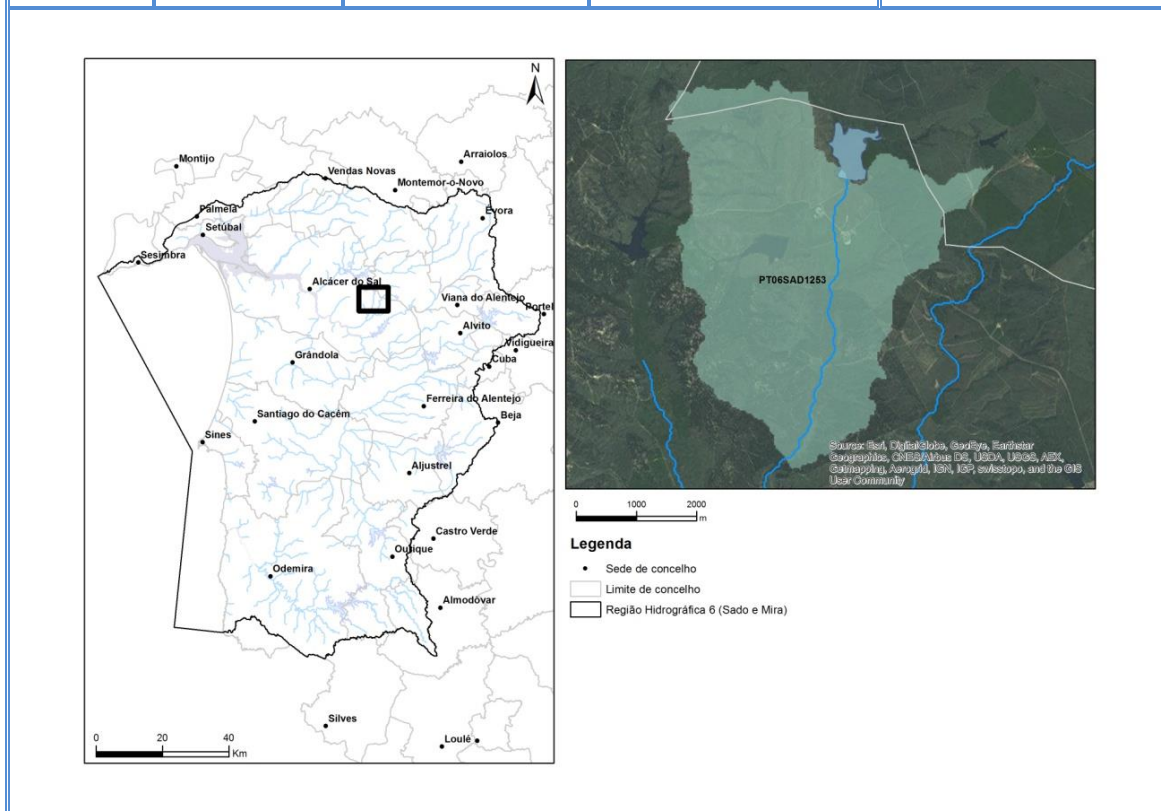 N
Montijo
Arraiolos
Vendas Novas
Montemor-o-Novo
Palmela
Évora
Setúbal
Sesimbra
Alcácer do Sal
Viana do Alentejo
Portel
Alvito
Vidigueira
Grândola
Cuba
Ferreira do Alentejo
Santiago do Cacém
Beja
Sines
Aljustrel
Castro Verde
Ourique
Odemira
Almodôvar
Silves
Loulé
0 20 40
Km
PT06SAD1253
Source: Esri, DigitalGlobe, GeoEye, Earthstar
Geographics, CNES/Airbus DS, USDA, USGS, AEX,
Getmapping, Aerogrid, IGN, IGP, swisstopo, and the GIS
User Community
0 1000 2000
m
Legenda
Sede de concelho
Limite de concelho
Região Hidrográfica 6 (Sado e Mira)